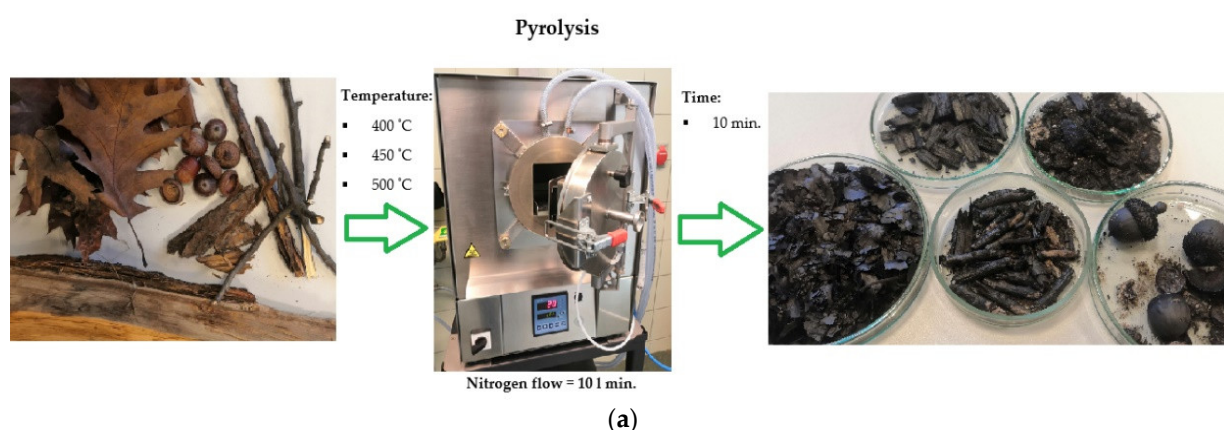 Pyrolysis
Temperature:
▪ 400 °C
▪ 450 °C
▪ 500 °C
Time:
▪ 10 min.
Nitrogen flow = 10 l min.
(a)